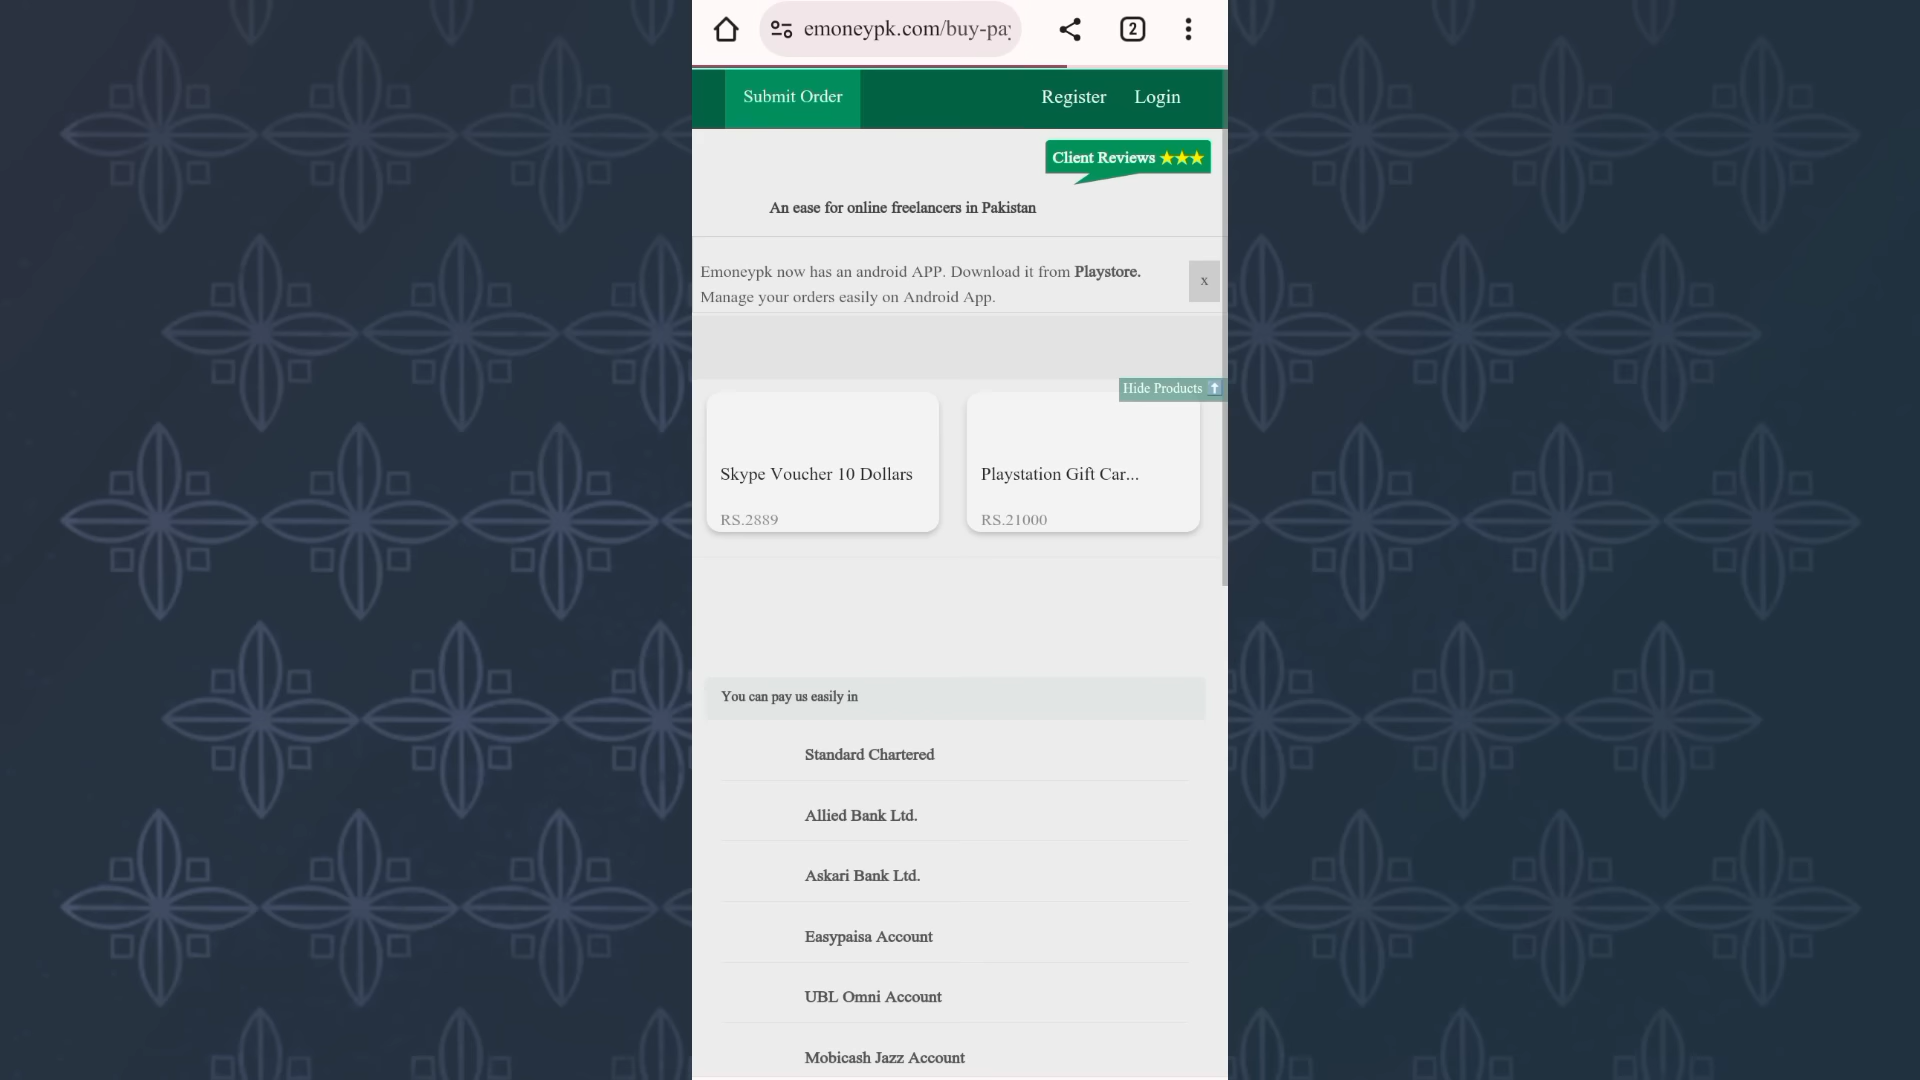 emoneypk.com/buy-pa
2
Submit Order
Register
Login
Client Reviews ★★★
An ease for online freelancers in Pakistan
Emoneypk now has an android APP. Download it from Playstore.
Manage your orders easily on Android App.
x
Hide Products ⬆
Skype Voucher 10 Dollars
RS.2889
Playstation Gift Car...
RS.21000
You can pay us easily in
Standard Chartered
Allied Bank Ltd.
Askari Bank Ltd.
Easypaisa Account
UBL Omni Account
Mobicash Jazz Account